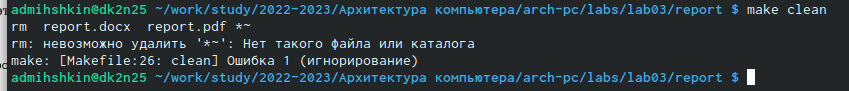 admihshkin@dk2n25 ~/work/study/2022-2023/Архитектура компьютера/arch-pc/labs/lab03/report $ make clean
rm  report.docx  report.pdf *~
rm: невозможно удалить '*~': Нет такого файла или каталога
make: [Makefile:26: clean] Ошибка 1 (игнорирование)
admihshkin@dk2n25 ~/work/study/2022-2023/Архитектура компьютера/arch-pc/labs/lab03/report $